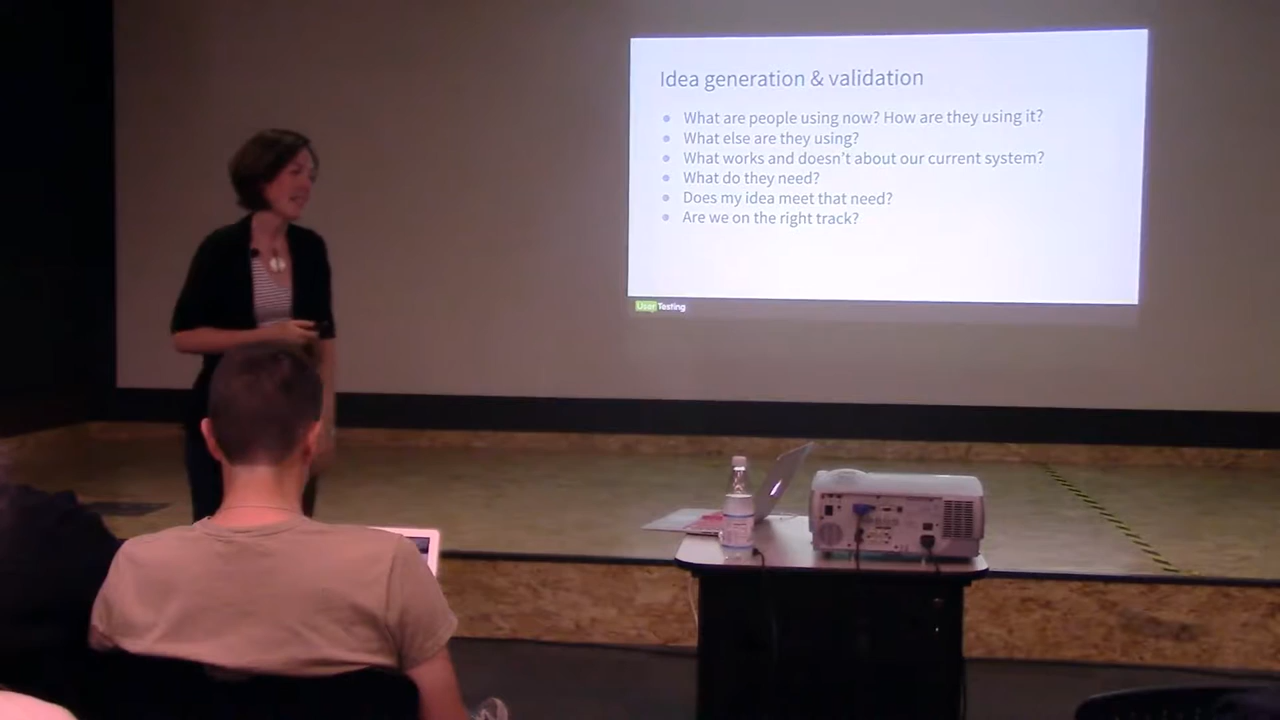 Idea generation & validation
What are people using now? How are they using it?
What else are they using?
What works and doesn't about our current system?
What do they need?
Does my idea meet that need?
Are we on the right track?
UserTesting